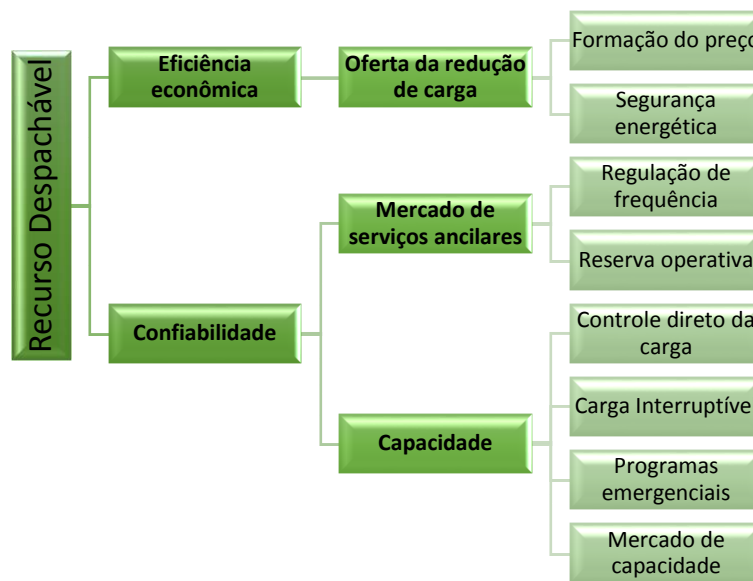 Recurso Despachável
Eficiência
econômica
Oferta da redução
de carga
Formação do preço
Segurança
energética
Confiabilidade
Mercado de
serviços ancilares
Regulação de
frequência
Reserva operativa
Capacidade
Controle direto da
carga
Carga Interruptíve
Programas
emergenciais
Mercado de
capacidade